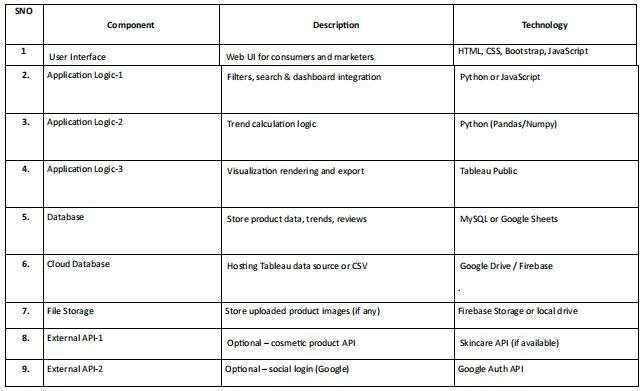 SNO Component Description Technology
1 User Interface Web UI for consumers and marketers HTML, CSS, Bootstrap, JavaScript
2. Application Logic-1 Filters, search & dashboard integration Python or JavaScript
3. Application Logic-2 Trend calculation logic Python (Pandas/Numpy)
4. Application Logic-3 Visualization rendering and export Tableau Public
5. Database Store product data, trends, reviews MySQL or Google Sheets
6. Cloud Database Hosting Tableau data source or CSV Google Drive / Firebase
.
7. File Storage Store uploaded product images (if any) Firebase Storage or local drive
8. External API-1 Optional – cosmetic product API Skincare API (if available)
9. External API-2 Optional – social login (Google) Google Auth API